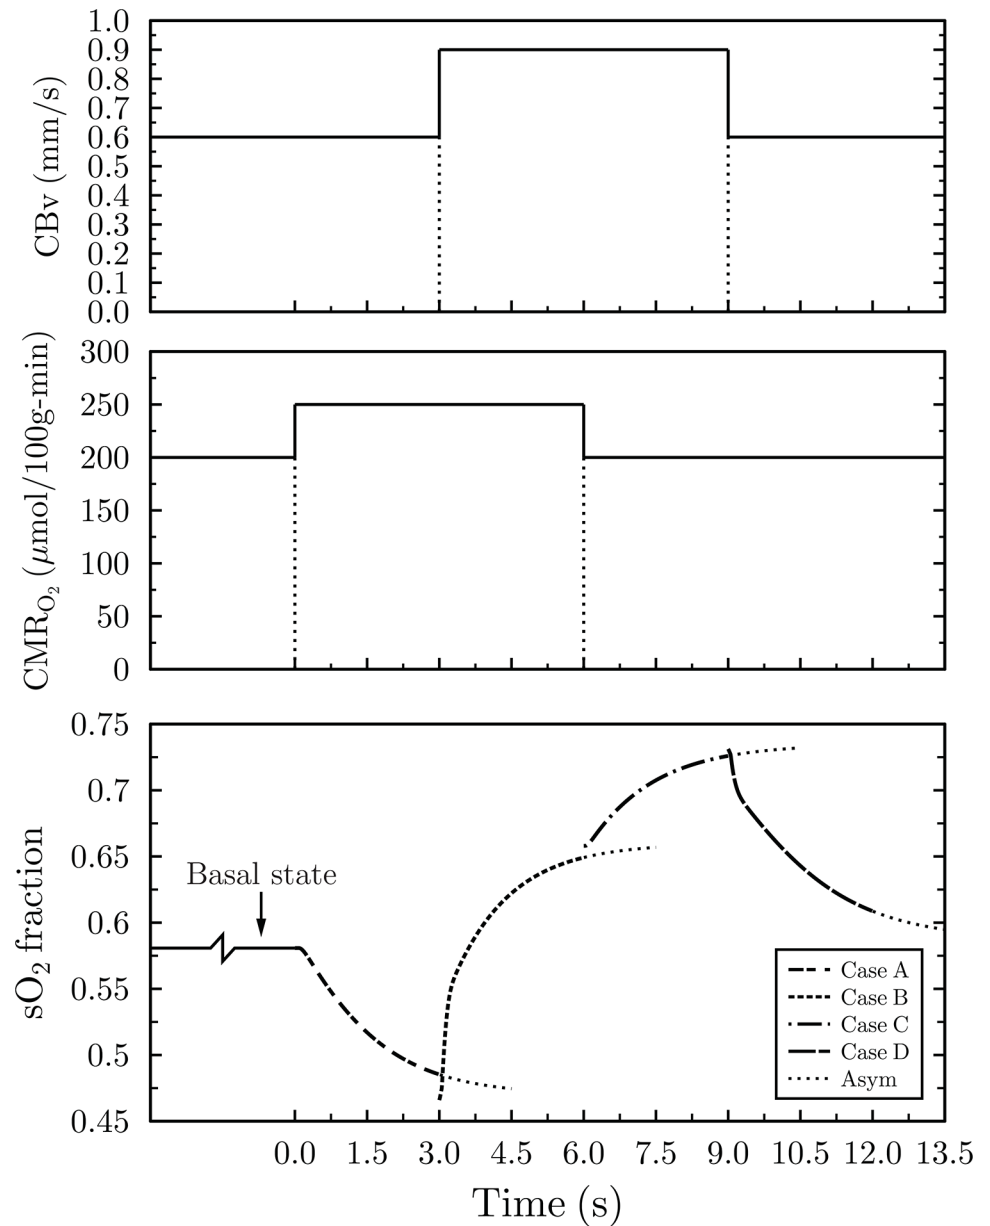 CBv (mm/s)
1.0
0.9
0.8
0.7
0.6
0.5
0.4
0.3
0.2
0.1
0.0
CMRO₂ (μmol/100g-min)
300
250
200
150
100
50
0
sO₂ fraction
0.75
0.7
0.65
0.6
0.55
0.5
0.45
Basal state
Case A
Case B
Case C
Case D
Asym
0.0 1.5 3.0 4.5 6.0 7.5 9.0 10.5 12.0 13.5
Time (s)